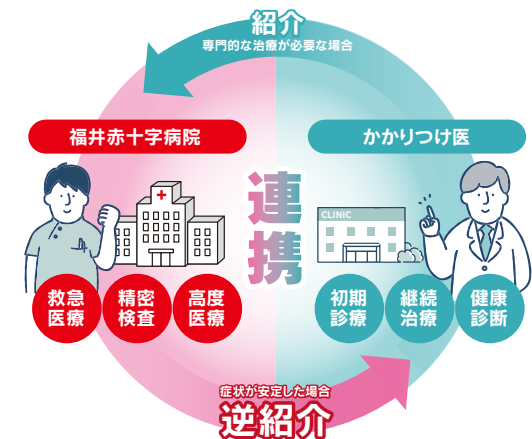 紹介
専門的な治療が必要な場合
福井赤十字病院
かかりつけ医
連携
CLINIC
救急
医療
精密
検査
高度
医療
初期
診療
継続
治療
健康
診断
症状が安定した場合
逆紹介